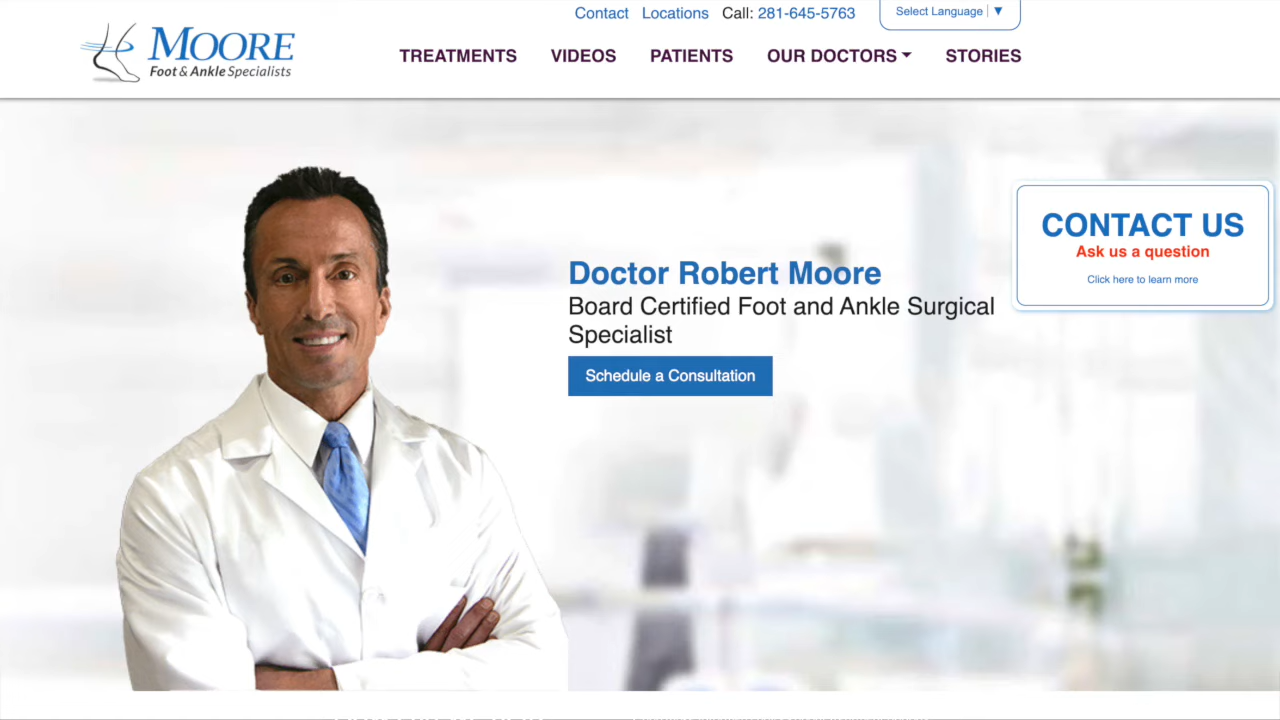 Contact Locations Call: 281-645-5763 Select Language ▼
MOORE
Foot & Ankle Specialists
TREATMENTS VIDEOS PATIENTS OUR DOCTORS STORIES
CONTACT US
Ask us a question
Click here to learn more
Doctor Robert Moore
Board Certified Foot and Ankle Surgical
Specialist
Schedule a Consultation